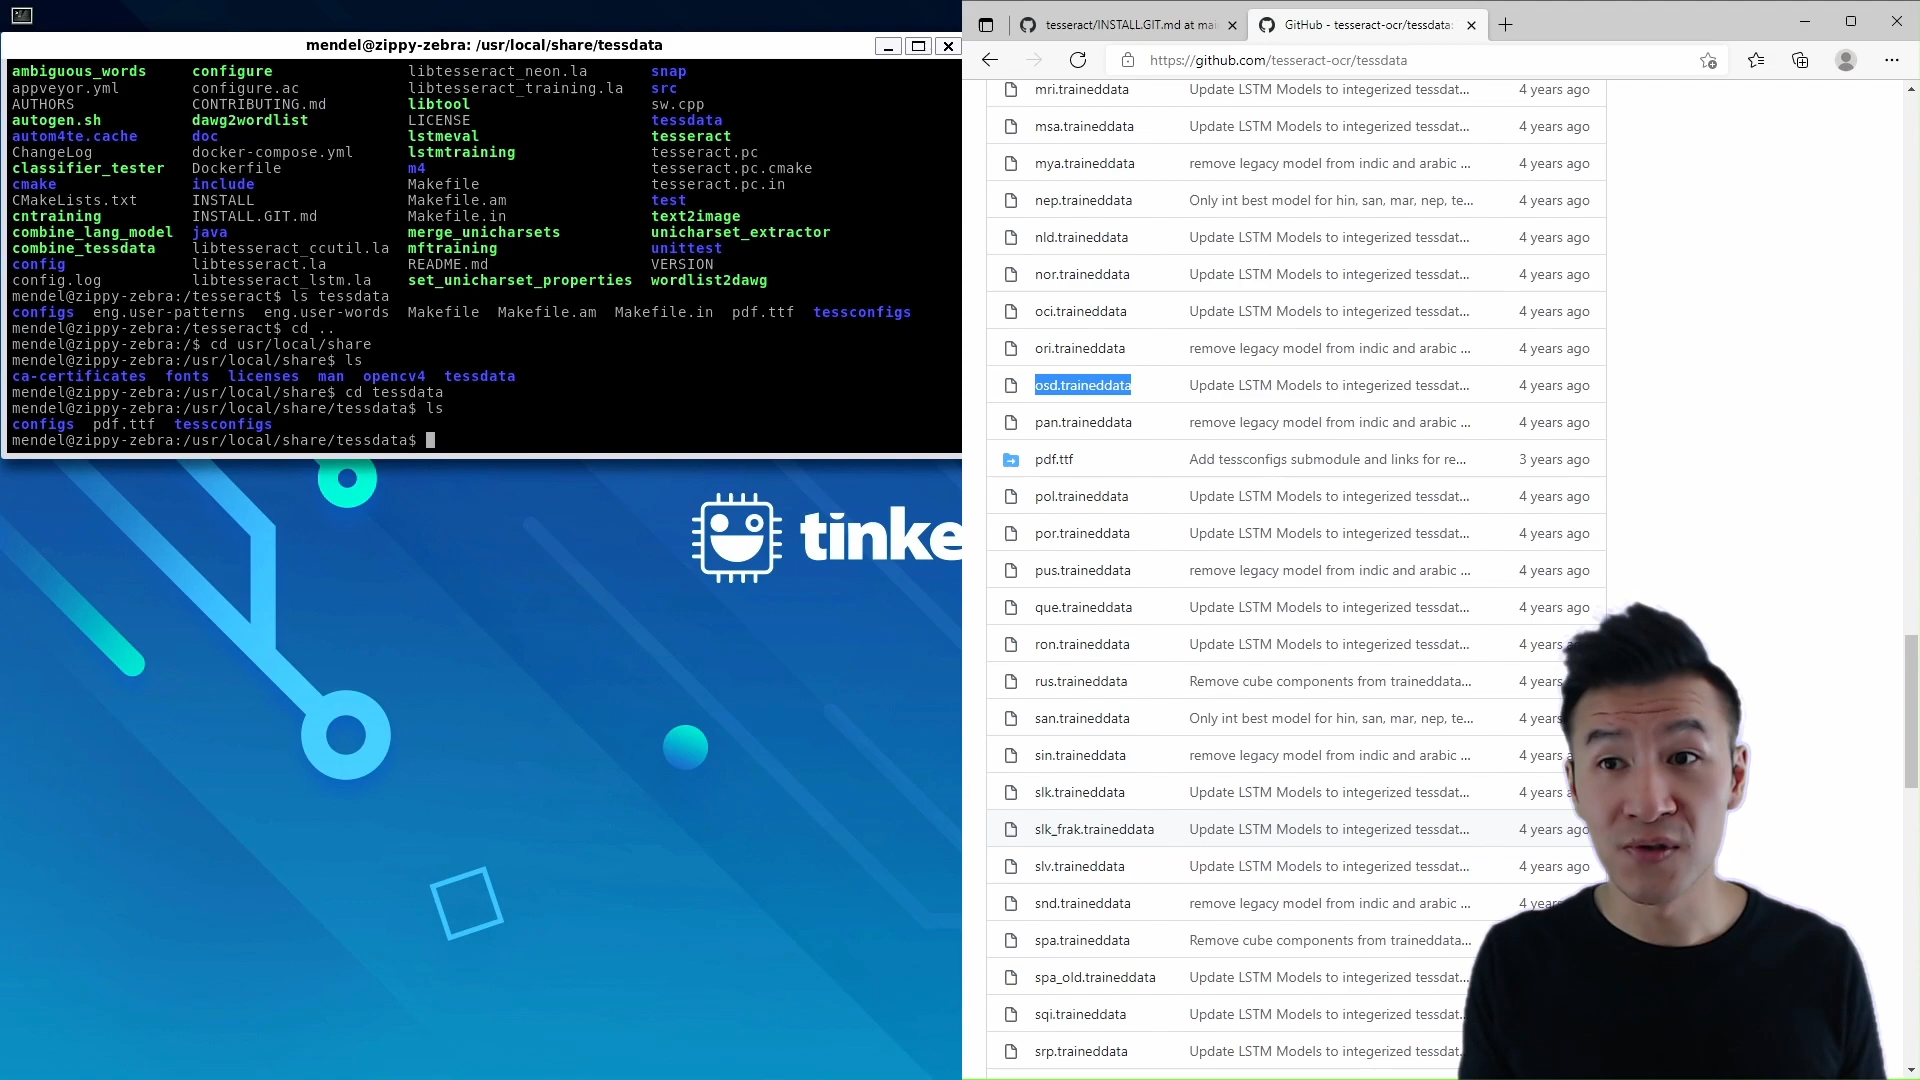 mendel@zippy-zebra: /usr/local/share/tessdata
ambiguous_words configure libtesseract_neon.la snap
appveyor.yml configure.ac libtesseract_training.la src
AUTHORS CONTRIBUTING.md libtool sw.cpp
autogen.sh dawg2wordlist LICENSE tessdata
autom4te.cache doc lstmeval tesseract
ChangeLog docker-compose.yml lstmtraining tesseract.pc
classifier_tester Dockerfile m4 tesseract.pc.cmake
cmake include Makefile tesseract.pc.in
CMakeLists.txt INSTALL Makefile.am test
cntraining INSTALL.GIT.md Makefile.in text2image
combine_lang_model java merge_unicharsets unicharset_extractor
combine_tessdata libtesseract_ccutil.la mftraining unittest
config libtesseract.la README.md VERSION
config.log libtesseract_lstm.la set_unicharset_properties wordlist2dawg
mendel@zippy-zebra:/tesseract$ ls tessdata
configs eng.user-patterns eng.user-words Makefile Makefile.am Makefile.in pdf.ttf tessconfigs
mendel@zippy-zebra:/tesseract$ cd ..
mendel@zippy-zebra:/$ cd usr/local/share
mendel@zippy-zebra:/usr/local/share$ ls
ca-certificates fonts licenses man opencv4 tessdata
mendel@zippy-zebra:/usr/local/share$ cd tessdata
mendel@zippy-zebra:/usr/local/share/tessdata$ ls
configs pdf.ttf tessconfigs
mendel@zippy-zebra:/usr/local/share/tessdata$
tinke
tesseract/INSTALL.GIT.md at mai
GitHub - tesseract-ocr/tessdata:
https://github.com/tesseract-ocr/tessdata
mri.traineddata Update LSTM Models to integerized tessdat... 4 years ago
msa.traineddata Update LSTM Models to integerized tessdat... 4 years ago
mya.traineddata remove legacy model from indic and arabic ... 4 years ago
nep.traineddata Only int best model for hin, san, mar, nep, te... 4 years ago
nld.traineddata Update LSTM Models to integerized tessdat... 4 years ago
nor.traineddata Update LSTM Models to integerized tessdat... 4 years ago
oci.traineddata Update LSTM Models to integerized tessdat... 4 years ago
ori.traineddata remove legacy model from indic and arabic ... 4 years ago
osd.traineddata Update LSTM Models to integerized tessdat... 4 years ago
pan.traineddata remove legacy model from indic and arabic ... 4 years ago
pdf.ttf Add tessconfigs submodule and links for re... 3 years ago
pol.traineddata Update LSTM Models to integerized tessdat... 4 years ago
por.traineddata Update LSTM Models to integerized tessdat... 4 years ago
pus.traineddata remove legacy model from indic and arabic ... 4 years ago
que.traineddata Update LSTM Models to integerized tessdat... 4 years ago
ron.traineddata Update LSTM Models to integerized tessdat... 4 years a
rus.traineddata Remove cube components from traineddata... 4 years
san.traineddata Only int best model for hin, san, mar, nep, te... 4 years
sin.traineddata remove legacy model from indic and arabic ... 4 years
slk.traineddata Update LSTM Models to integerized tessdat... 4 years a
slk_frak.traineddata Update LSTM Models to integerized tessdat... 4 years ago
slv.traineddata Update LSTM Models to integerized tessdat... 4 years ago
snd.traineddata remove legacy model from indic and arabic ... 4 years
spa.traineddata Remove cube components from traineddata...
spa_old.traineddata Update LSTM Models to integerized tessdat...
sqi.traineddata Update LSTM Models to integerized tessdat..
srp.traineddata Update LSTM Models to integerized tessdat.